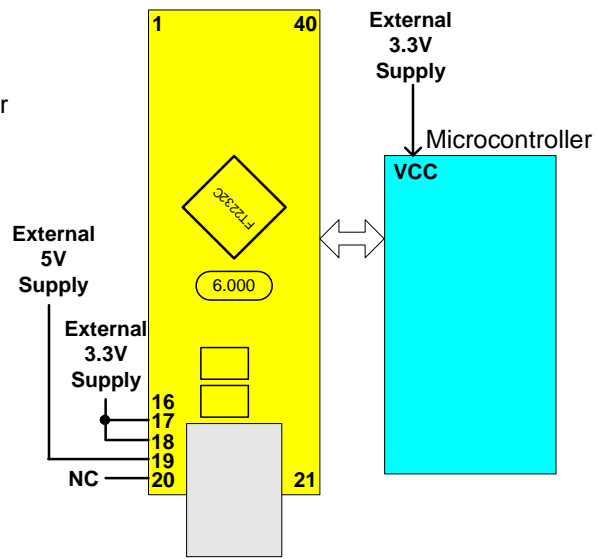 1
40
External
3.3V
Supply
r
Microcontroller
VCC
FT2232C
External
5V
Supply
6.000
External
3.3V
Supply
16
17
18
19
NC
20
21